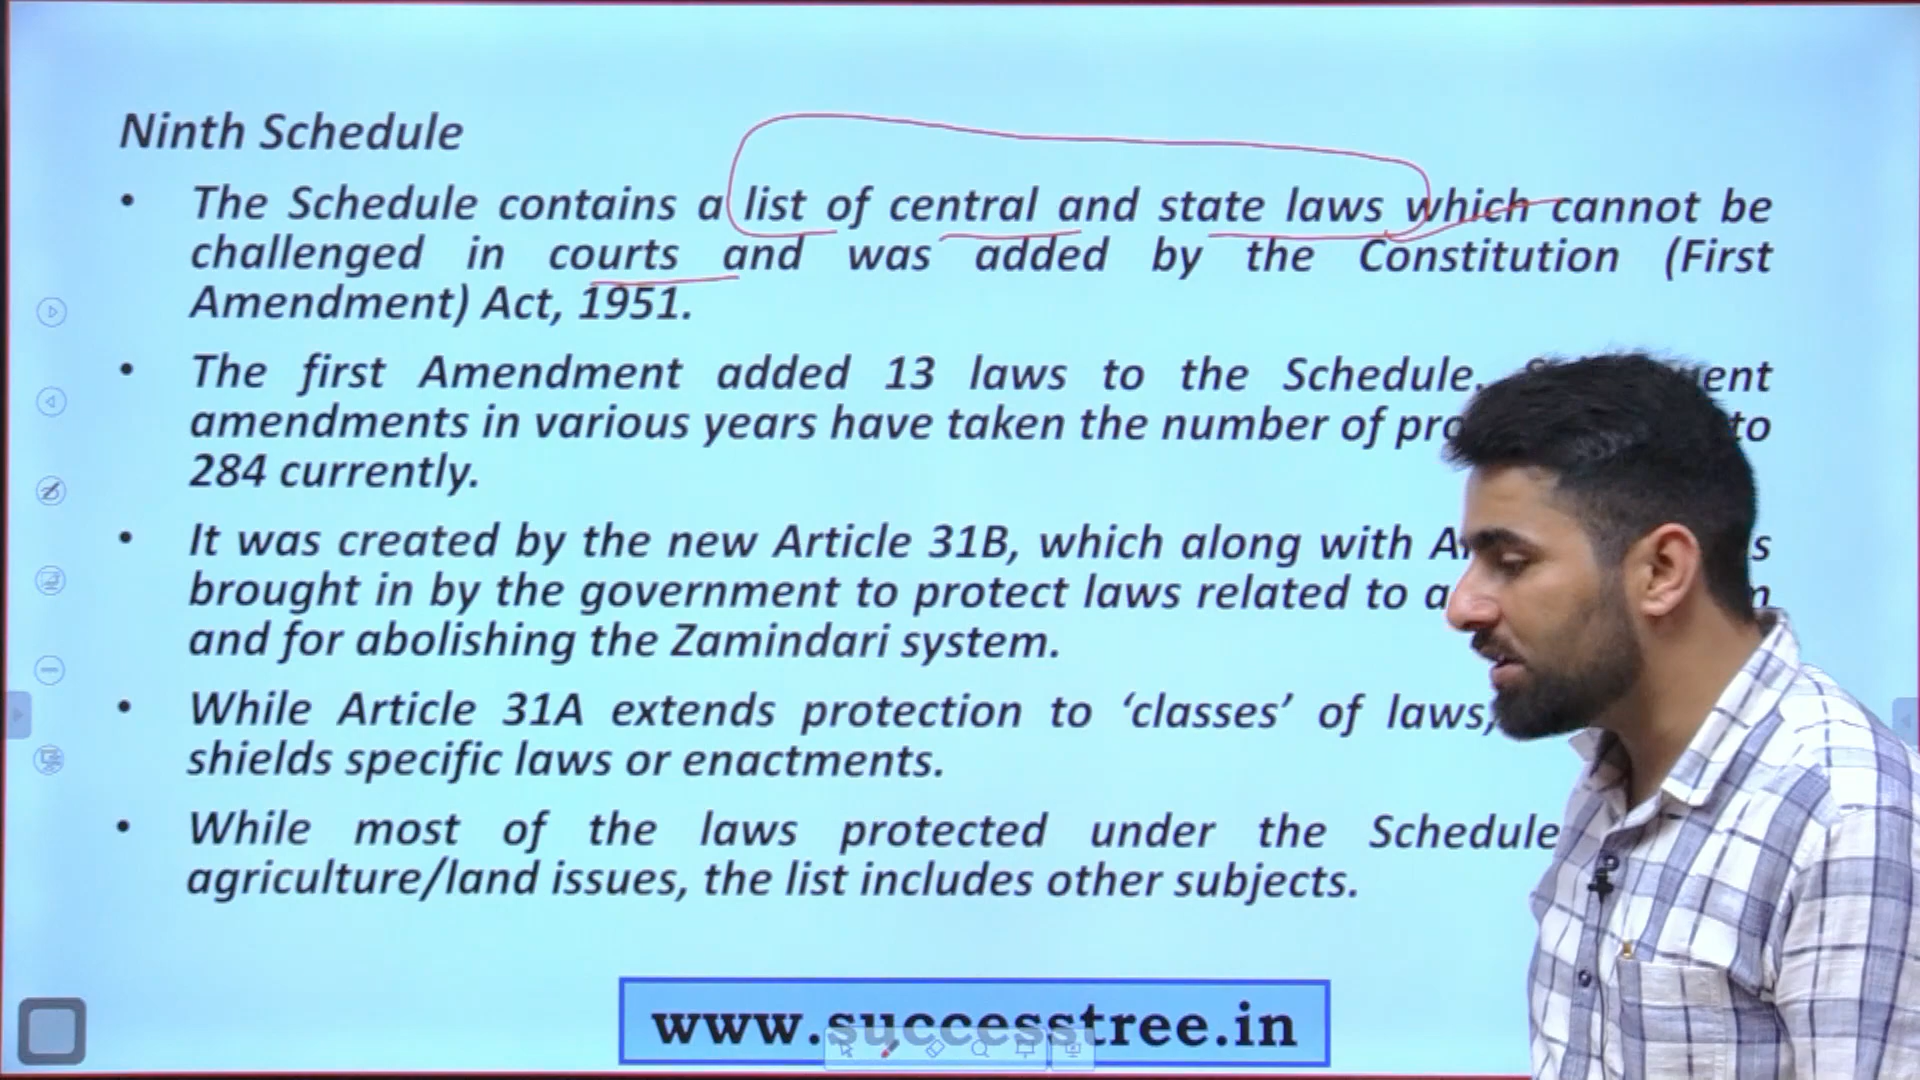 Ninth Schedule
• The Schedule contains a list of central and state laws which cannot be
challenged in courts and was added by the Constitution (First
Amendment) Act, 1951.
• The first Amendment added 13 laws to the Schedule.
amendments in various years have taken the number of to
284 currently.
• It was created by the new Article 31B, which along with
brought in by the government to protect laws related to
and for abolishing the Zamindari system.
• While Article 31A extends protection to ‘classes’ of laws,
shields specific laws or enactments.
• While most of the laws protected under the Schedule
agriculture/land issues, the list includes other subjects.
www.successtree.in